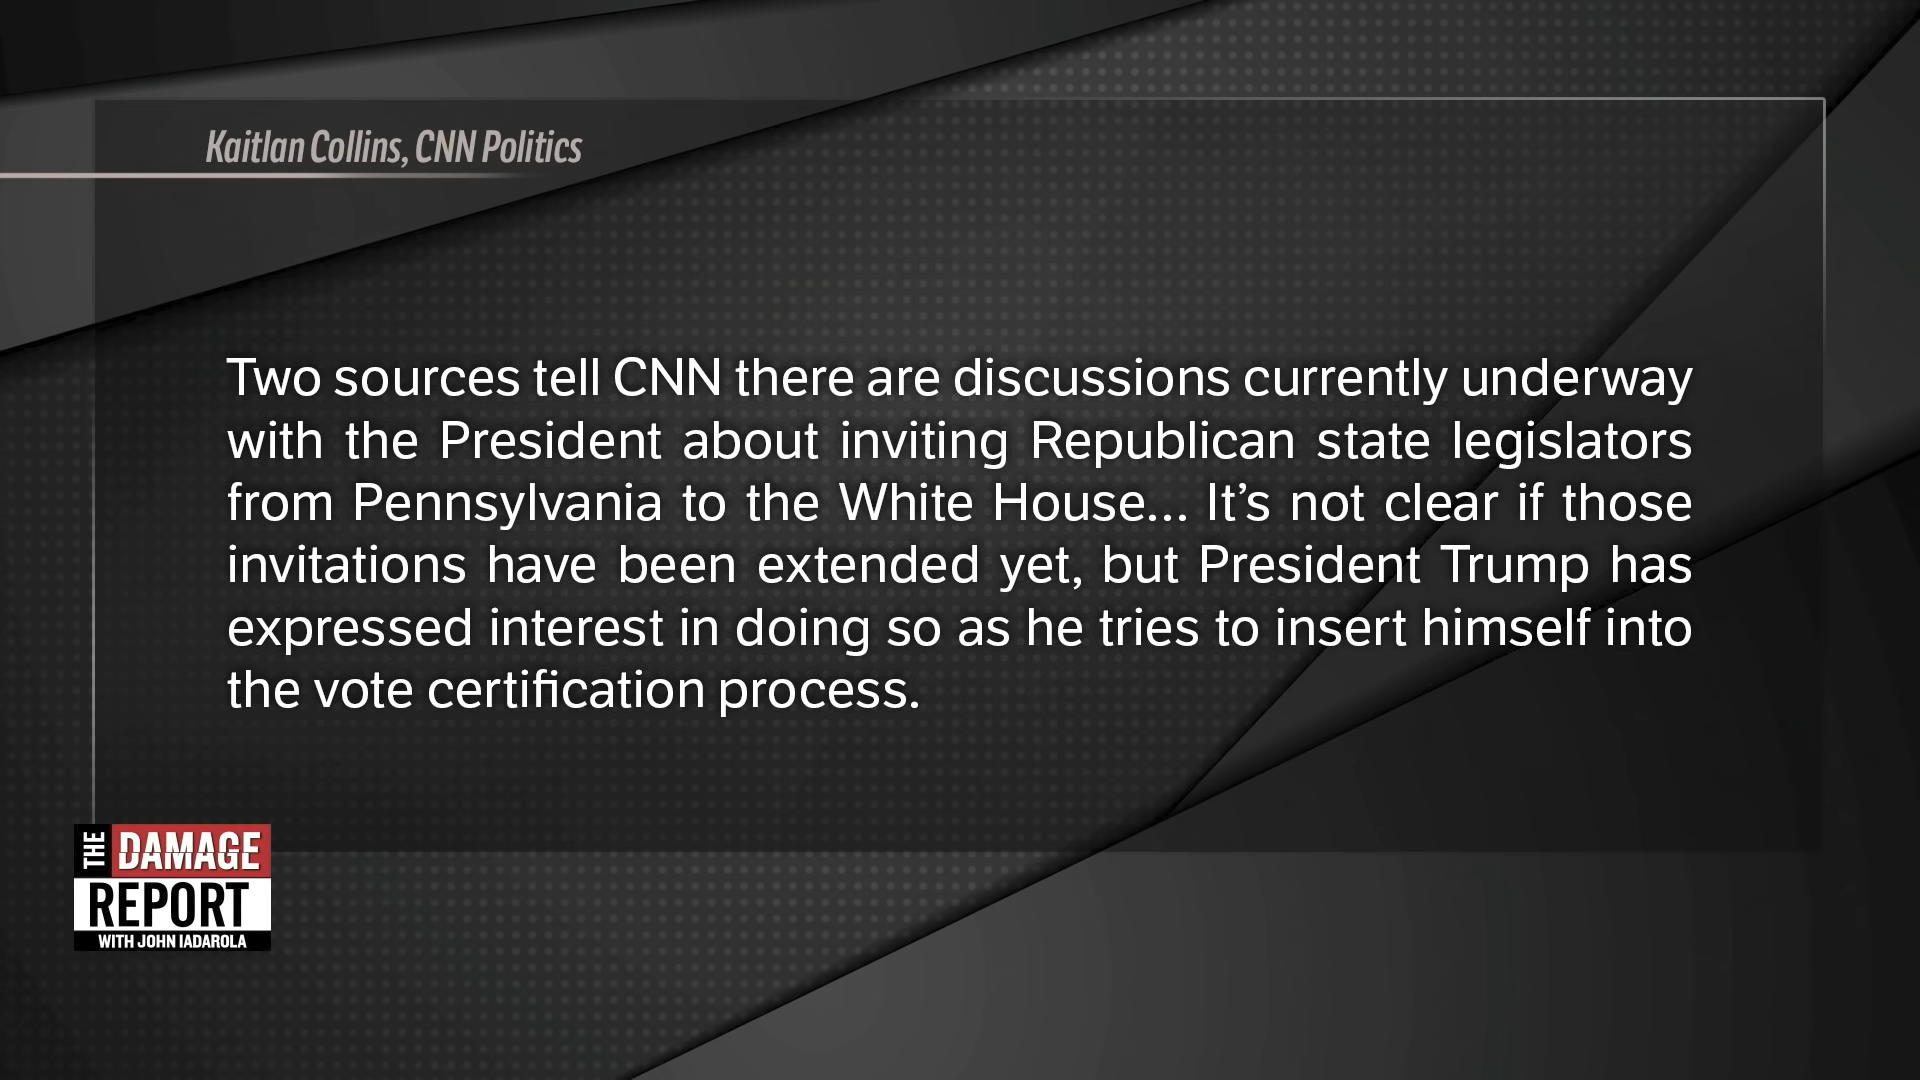 Kaitlan Collins, CNN Politics
Two sources tell CNN there are discussions currently underway
with the President about inviting Republican state legislators
from Pennsylvania to the White House... It’s not clear if those
invitations have been extended yet, but President Trump has
expressed interest in doing so as he tries to insert himself into
the vote certification process.
THE DAMAGE
REPORT
WITH JOHN IADAROLA